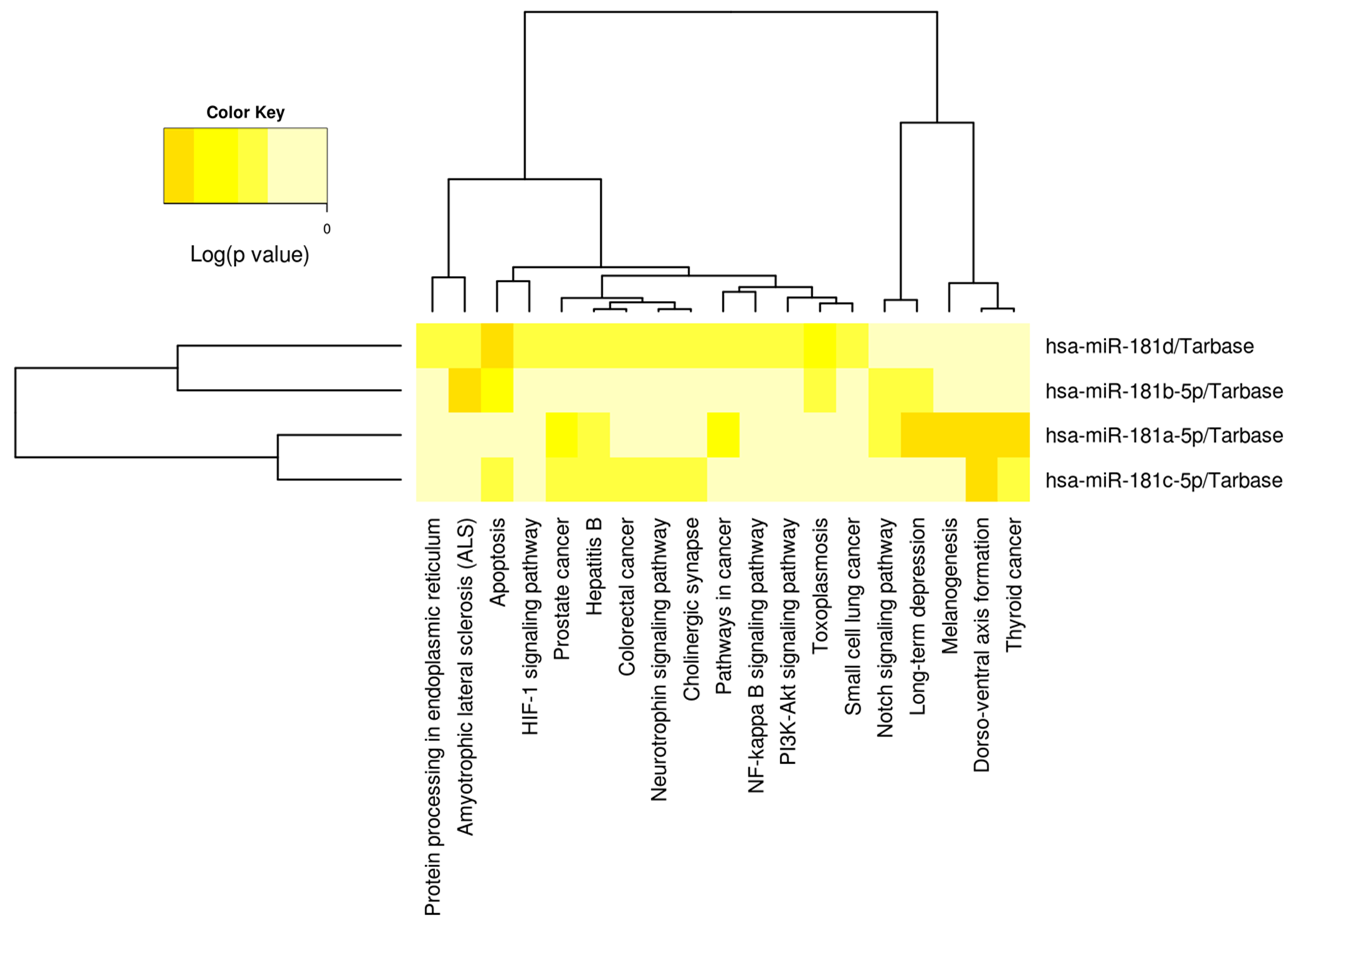 Color Key
0
Log(p value)
hsa-miR-181d/Tarbase
hsa-miR-181b-5p/Tarbase
hsa-miR-181a-5p/Tarbase
hsa-miR-181c-5p/Tarbase
Protein processing in endoplasmic reticulum
Amyotrophic lateral sclerosis (ALS)
Apoptosis
HIF-1 signaling pathway
Prostate cancer
Hepatitis B
Colorectal cancer
Neurotrophin signaling pathway
Cholinergic synapse
Pathways in cancer
NF-kappa B signaling pathway
PI3K-Akt signaling pathway
Toxoplasmosis
Small cell lung cancer
Notch signaling pathway
Long-term depression
Melanogenesis
Dorso-ventral axis formation
Thyroid cancer